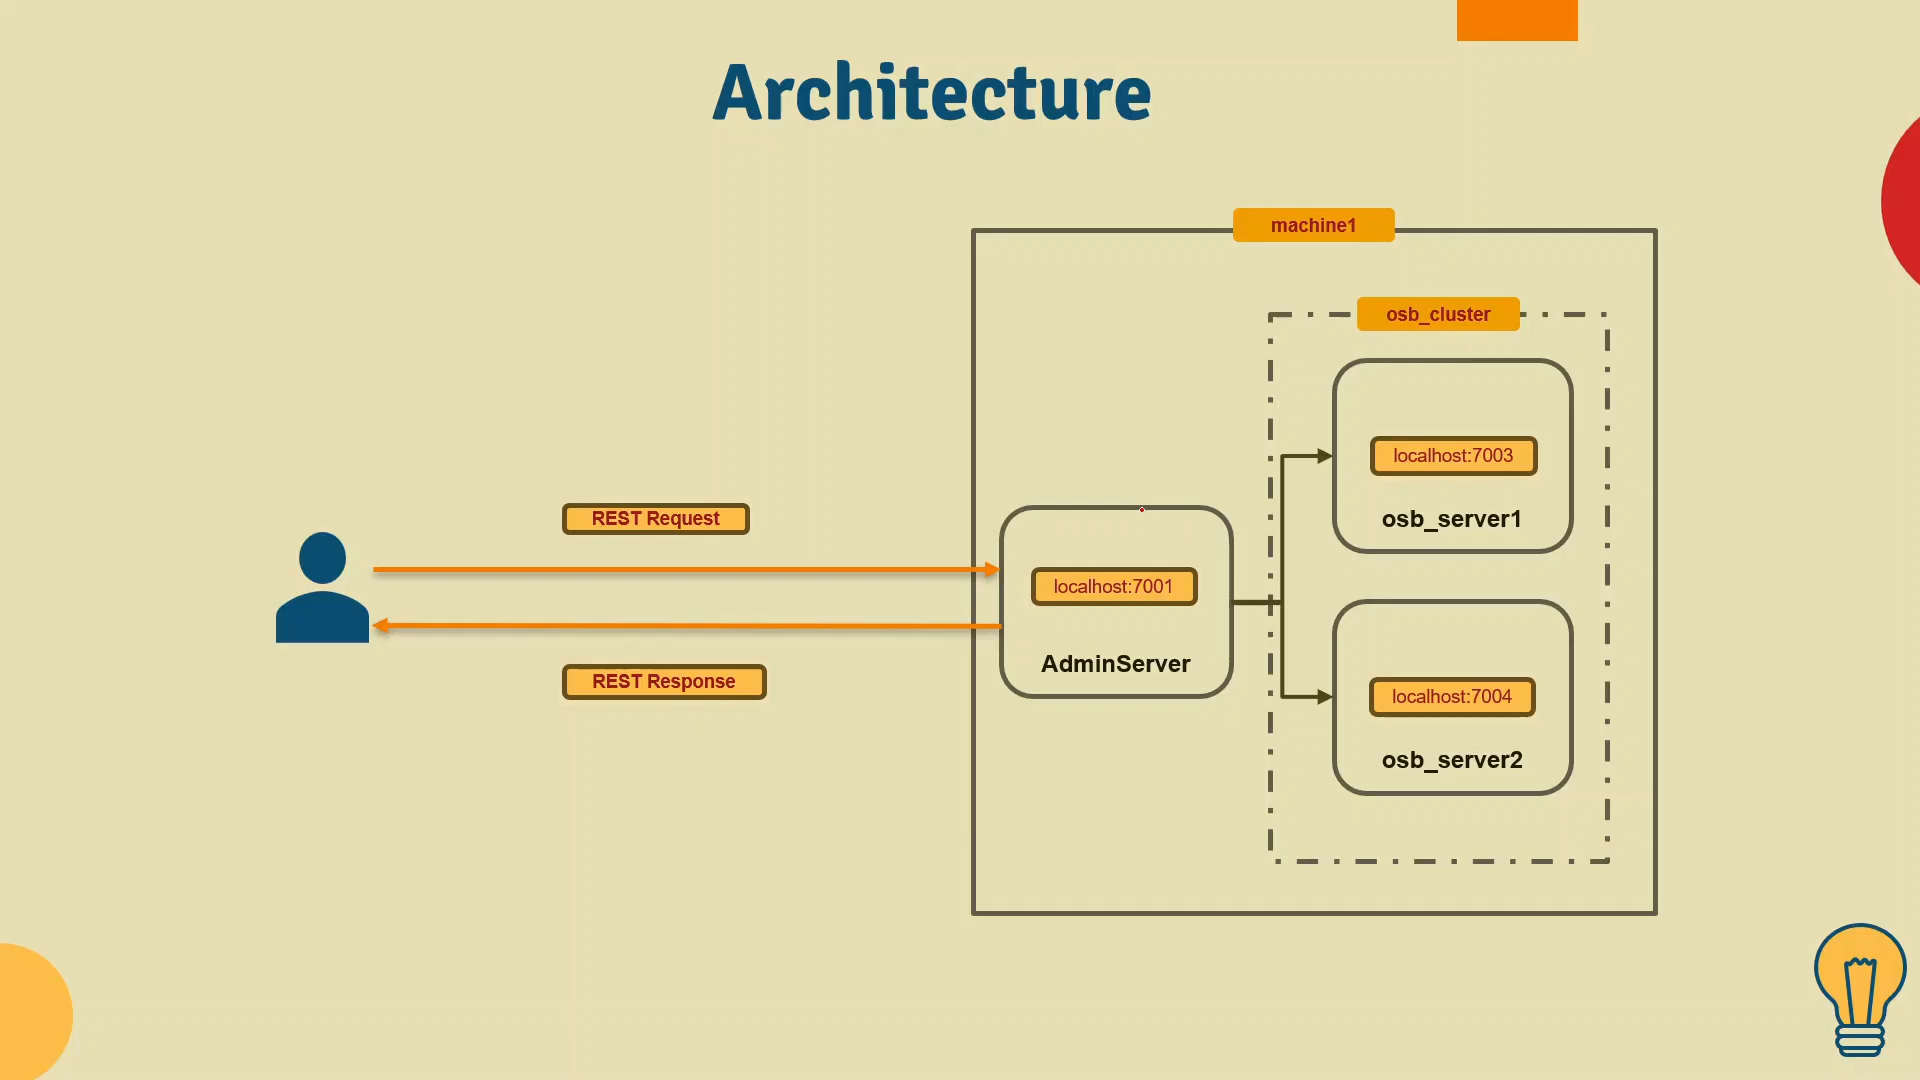 Architecture
machine1
osb_cluster
localhost:7003
osb_server1
REST Request
localhost:7001
AdminServer
REST Response
localhost:7004
osb_server2